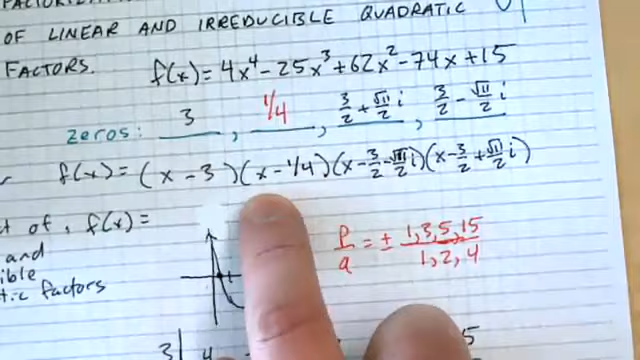 OF LINEAR AND IRREDUCIBLE QUADRATIC
FACTORS. f(x) = 4x⁴ - 25x³ + 62x² - 74x + 15
zeros: 3, 1/4, 3/2 + √11/2 i, 3/2 - √11/2 i
f(x) = (x - 3)(x - 1/4)(x - 3/2 - √11/2 i)(x - 3/2 + √11/2 i)
of, f(x) =
and
P/q = ± 1, 3, 5, 15 / 1, 2, 4
factors
3 4 5